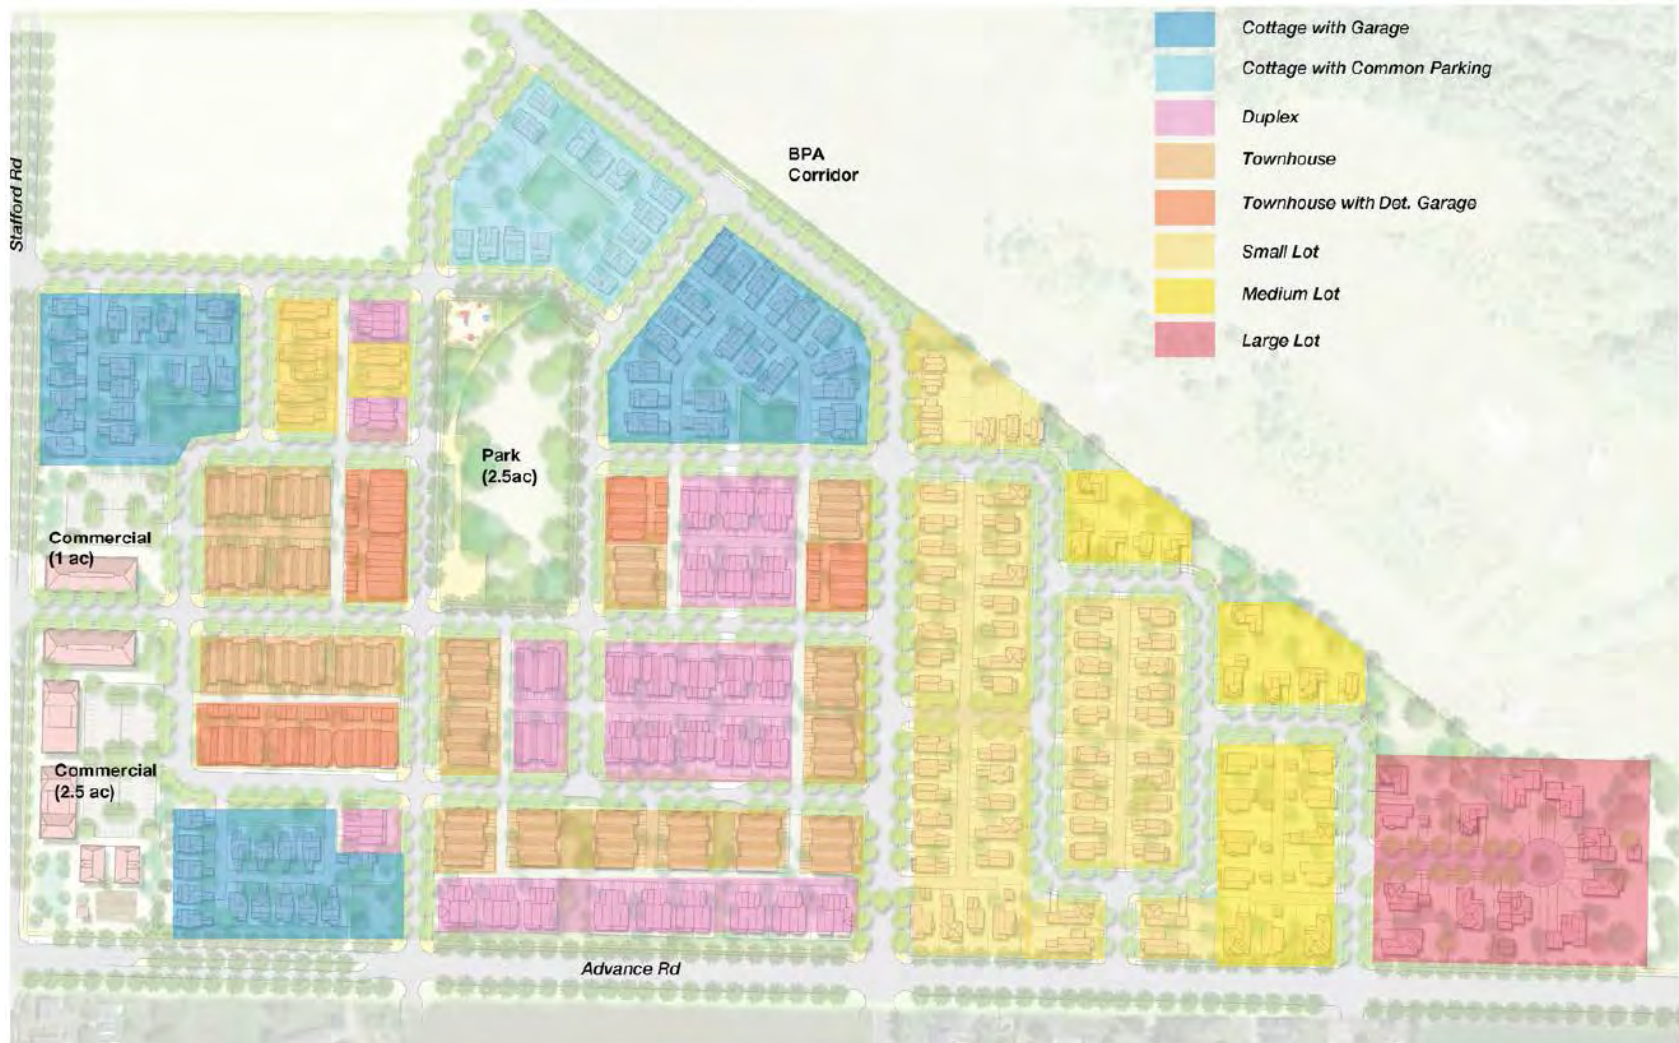 Cottage with Garage
Cottage with Common Parking
Duplex
Townhouse
Townhouse with Det. Garage
Small Lot
Medium Lot
Large Lot
BPA
Corridor
Stafford Rd
Park
(2.5ac)
Commercial
(1 ac)
Commercial
(2.5 ac)
Advance Rd